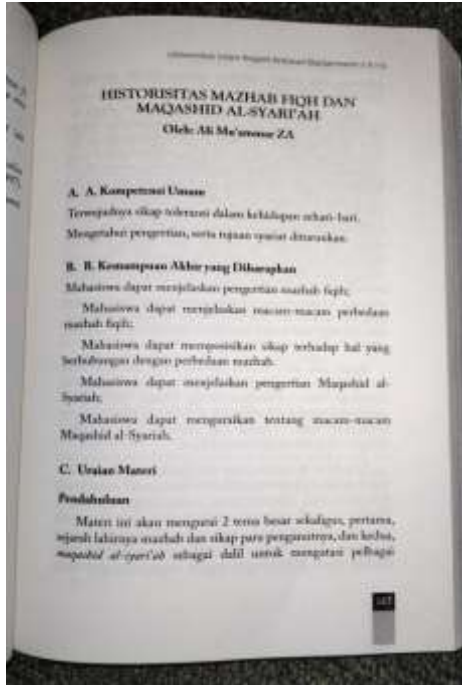 HISTORISITAS MAZHAB FIQH DAN
MAQASHID AL-SYARI'AH
Oleh: Ali Ma'mumur ZA
A. A. Kompetensi Umum
Terwujudnya sikap toleransi dalam kehidupan sehari-hari.
Mengetahui pengertian, serta tujuan syariat diturunkan.
B. B. Kemampuan Akhir yang Diharapkan
Mahasiswa dapat menjelaskan pengertian mazhab fiqh;
Mahasiswa dapat menjelaskan macam-macam perbedaan
mazhab fiqh;
Mahasiswa dapat memposisikan sikap terhadap hal yang
berhubungan dengan perbedaan mazhab.
Mahasiswa dapat menjelaskan pengertian Maqashid al-
Syariah;
Mahasiswa dapat menguraikan tentang macam-macam
Maqashid al-Syariah.
C. Uraian Materi
Pendahuluan
Materi ini akan mengurai 2 tema besar sekaligus, pertama,
sejarah lahirnya mazhab dan sikap para pengikutnya, dan kedua,
maqashid al-syari'ah sebagai dalil untuk mengatasi pelbagai